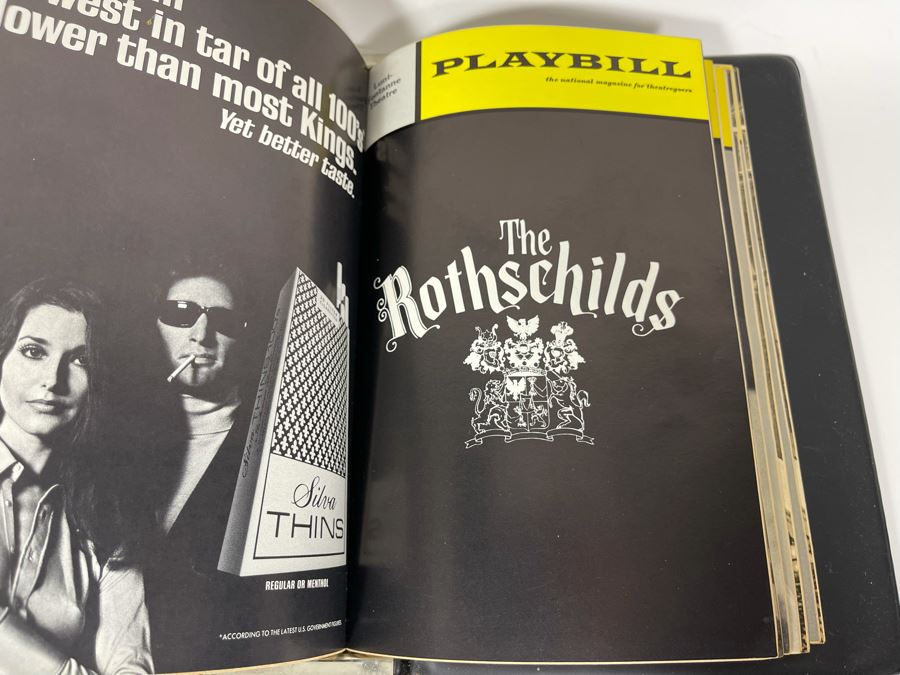 west in tar of all 100's
lower than most Kings.
Yet better taste.
Silva
THINS
REGULAR OR MENTHOL
*ACCORDING TO THE LATEST U.S. GOVERNMENT FIGURES.
Lunt-
Fontanne
Theatre
PLAYBILL
the national magazine for theatregoers
The
Rothschilds